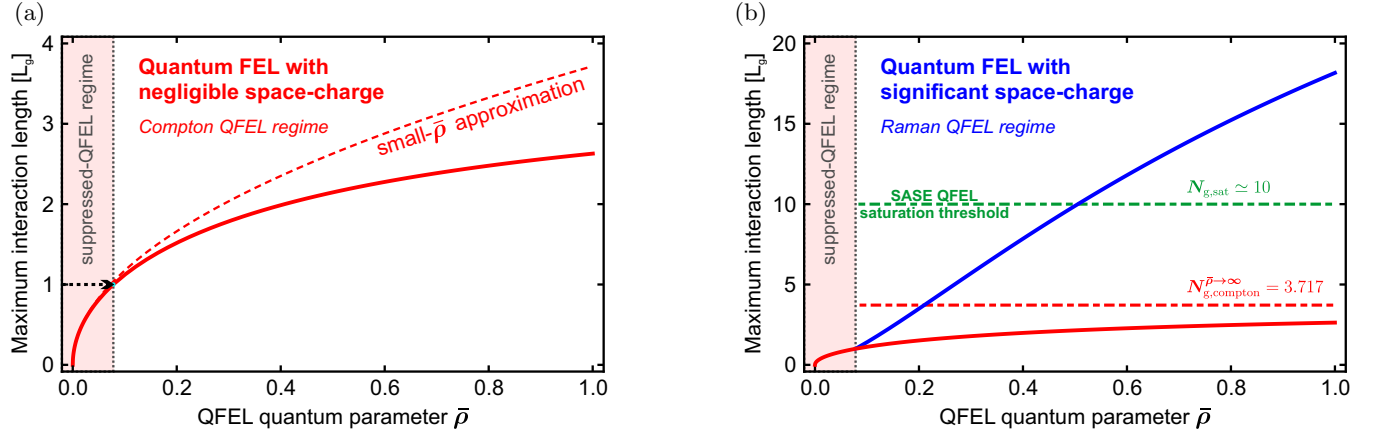 (a)
Maximum interaction length [L_g]
4
3
2
1
0
suppressed-QFEL regime
Quantum FEL with
negligible space-charge
Compton QFEL regime
small-ρ̄ approximation
0.0 0.2 0.4 0.6 0.8 1.0
QFEL quantum parameter ρ̄
(b)
Maximum interaction length [L_g]
20
15
10
5
0
suppressed-QFEL regime
Quantum FEL with
significant space-charge
Raman QFEL regime
N_{g,sat} ≃ 10
SASE QFEL
saturation threshold
N_{g,compton}^{ρ̄→∞} = 3.717
0.0 0.2 0.4 0.6 0.8 1.0
QFEL quantum parameter ρ̄